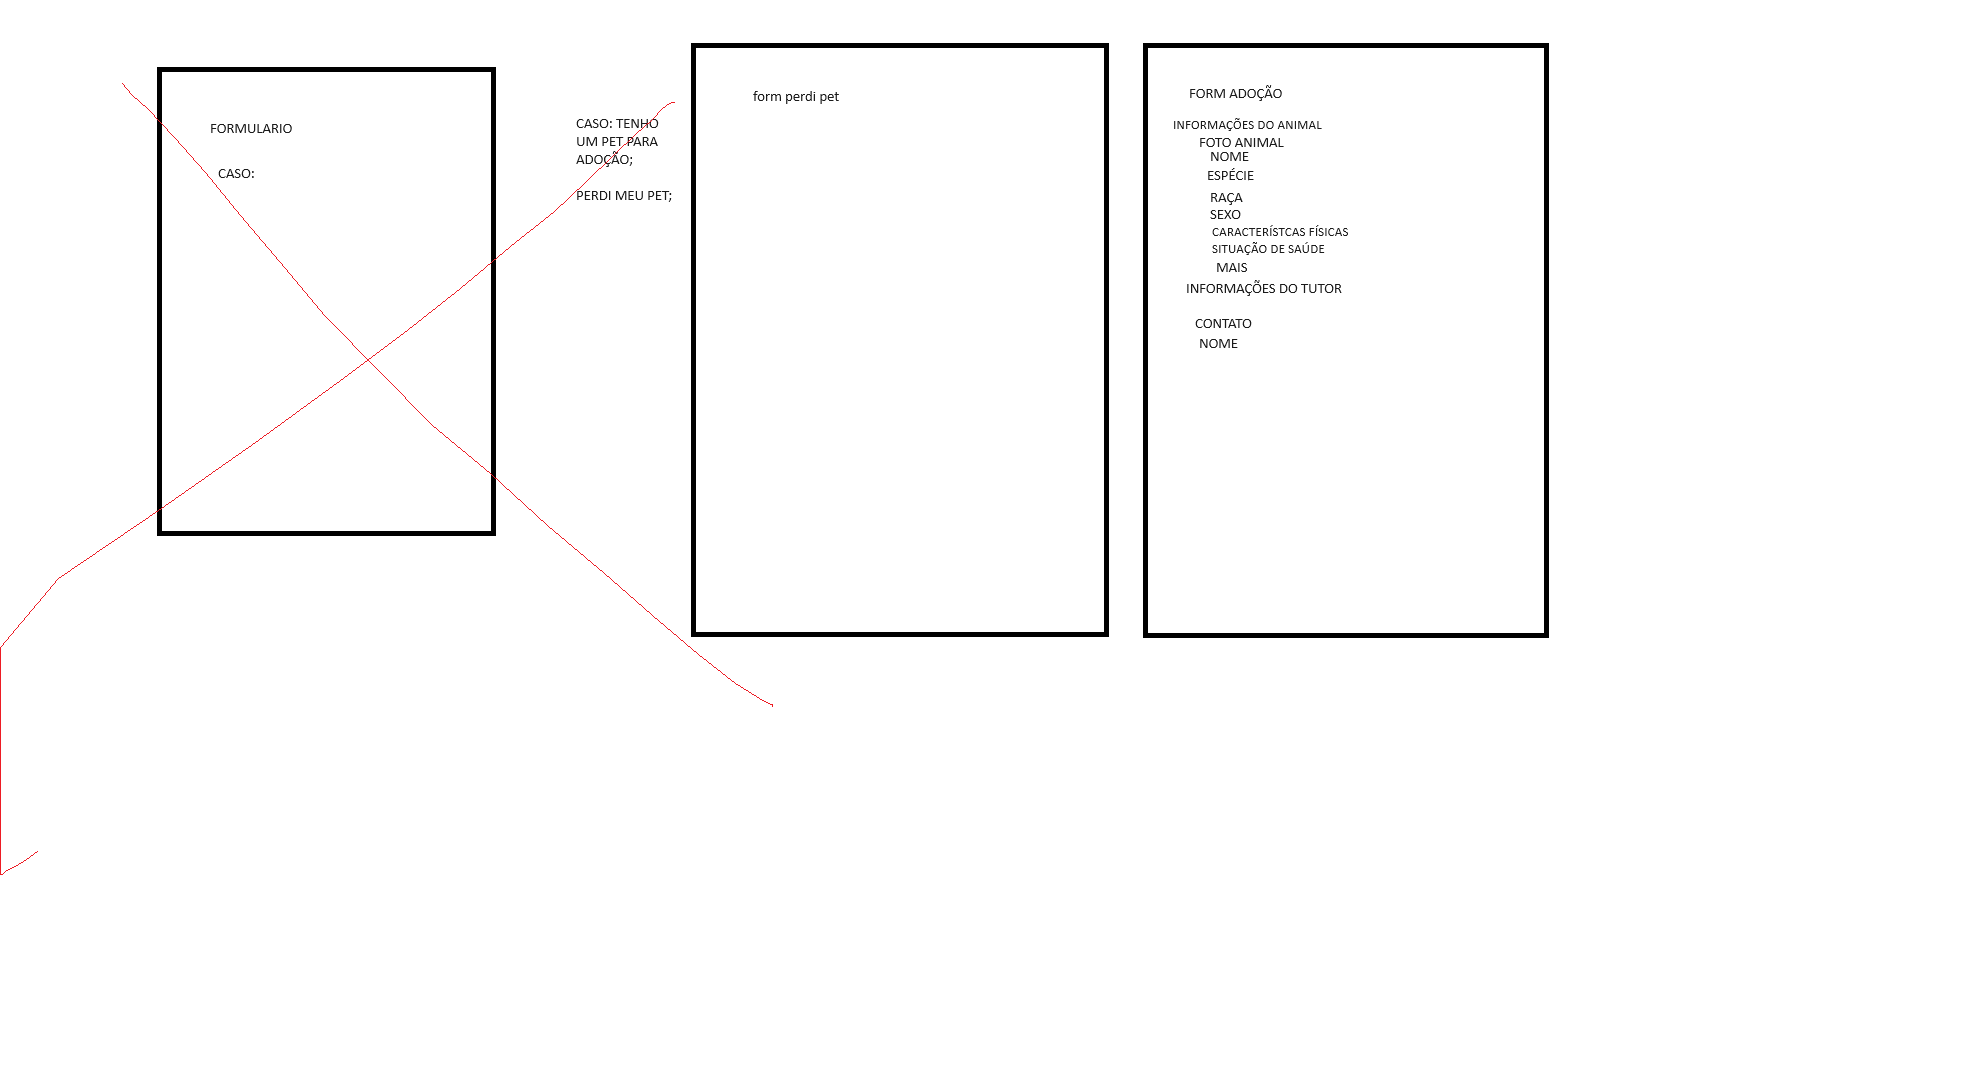 FORMULARIO
CASO:
CASO: TENHO
UM PET PARA
ADOÇÃO;
PERDI MEU PET;
form perdi pet
FORM ADOÇÃO
INFORMAÇÕES DO ANIMAL
FOTO ANIMAL
NOME
ESPÉCIE
RAÇA
SEXO
CARACTERÍSTCAS FÍSICAS
SITUAÇÃO DE SAÚDE
MAIS
INFORMAÇÕES DO TUTOR
CONTATO
NOME